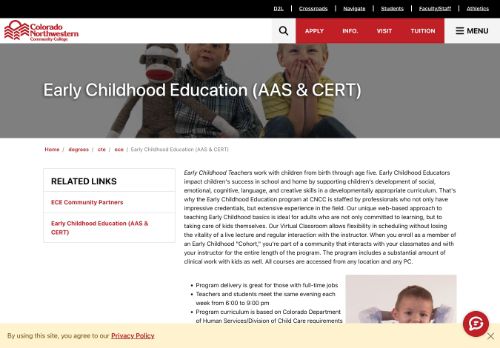 D2L | Crossroads | Navigate | Students | Faculty/Staff | Athletics
Colorado
Northwestern
Community College
APPLY INFO. VISIT TUITION MENU
Early Childhood Education (AAS & CERT)
Home / degrees / cte / ece / Early Childhood Education (AAS & CERT)
RELATED LINKS
ECE Community Partners
Early Childhood Education (AAS &
CERT)
Early Childhood Teachers work with children from birth through age five. Early Childhood Educators
impact children's success in school and home by supporting children's development of social,
emotional, cognitive, language, and creative skills in a developmentally appropriate curriculum. That's
why the Early Childhood Education program at CNCC is staffed by professionals who not only have
impressive credentials, but extensive experience in the field. Our unique web-based approach to
teaching Early Childhood basics is ideal for adults who are not only committed to learning, but to
taking care of kids themselves. Our Virtual Classroom allows flexibility in scheduling without losing
the vitality of a live lecture and regular interaction with the instructor. When you enroll as a member of
an Early Childhood "Cohort," you're part of a community that interacts with your classmates and with
your instructor for the entire length of the program. The program includes a substantial amount of
clinical work with kids as well. All courses are accessed from any location and any PC.
• Program delivery is great for those with full-time jobs
• Teachers and students meet the same evening each
week from 6:00 to 9:00 pm
• Program curriculum is based on Colorado Department
of Human Services/Division of Child Care requirements
By using this site, you agree to our Privacy Policy